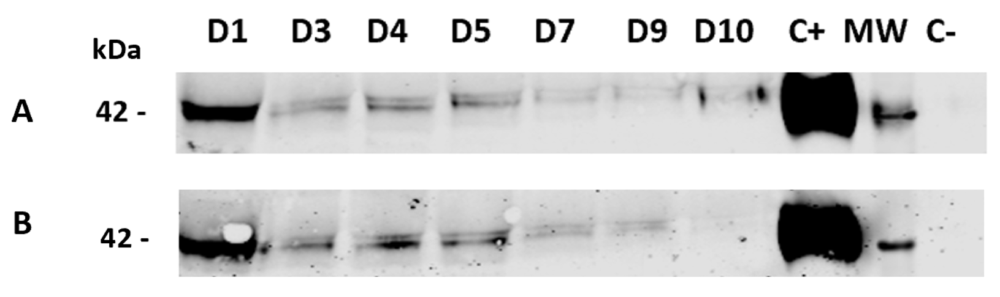 D1 D3 D4 D5 D7 D9 D10 C+ MW C-
kDa
A 42 -
B 42 -